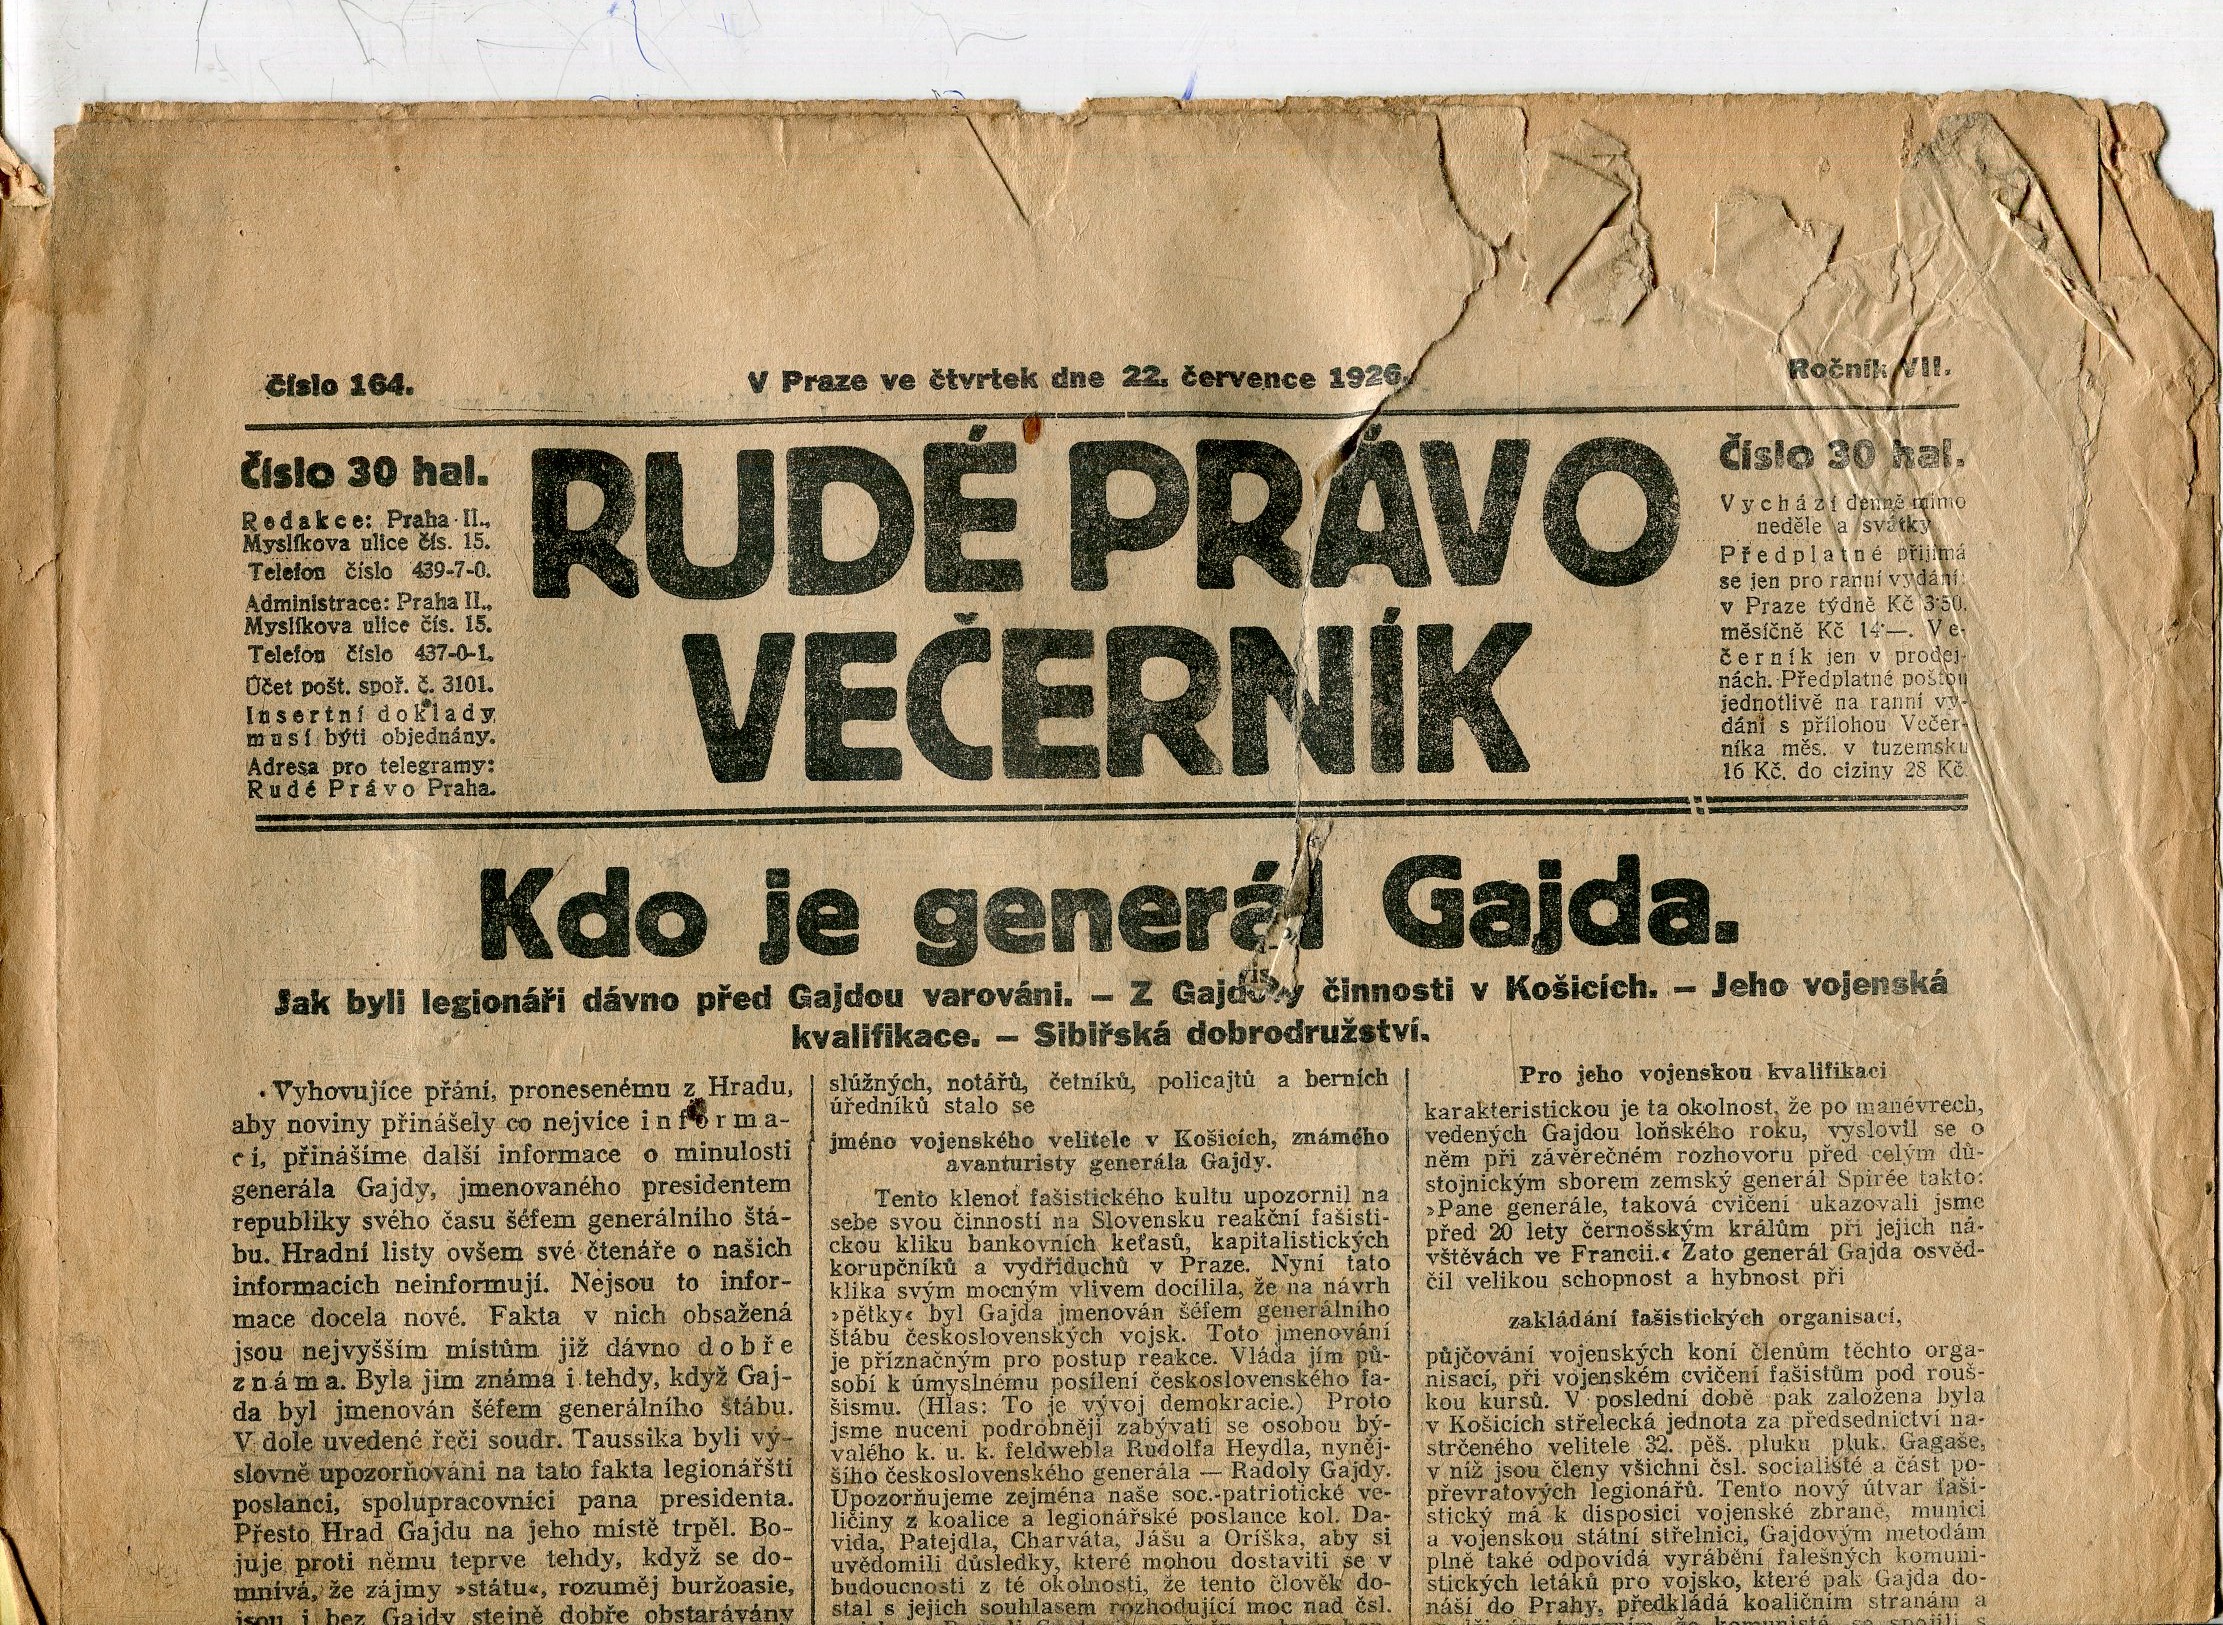 Číslo 164.
V Praze ve čtvrtek dne 22. července 1926.
Ročník VII.
Číslo 30 hal.
Redakce: Praha II.,
Myslíkova ulice čís. 15.
Telefon číslo 439-7-0.
Administrace: Praha II.,
Myslíkova ulice čís. 15.
Telefon číslo 437-0-1.
Účet pošt. spoř. č. 3101.
Insertní doklady
musí býti objednány.
Adresa pro telegramy:
Rudé Právo Praha.
RUDÉ PRÁVO
VEČERNÍK
Číslo 30 hal.
Vychází denně mimo
neděle a svátky
Předplatné přijímá
se jen pro ranní vydání:
v Praze týdně Kč 3·50,
měsíčně Kč 14·—. Ve-
černík jen v prodej-
nách. Předplatné poštou
jednotlivě na ranní vy-
dání s přílohou Večer-
níka měs. v tuzemsku
16 Kč. do ciziny 28 Kč.
Kdo je generál Gajda.
Jak byli legionáři dávno před Gajdou varováni. — Z Gajdovy činnosti v Košicích. — Jeho vojenská
kvalifikace. — Sibiřská dobrodružství.
Vyhovujíce přání, pronesenému z Hradu,
aby noviny přinášely co nejvíce informa-
ci, přinášíme další informace o minulosti
generála Gajdy, jmenovaného presidentem
republiky svého času šéfem generálního štá-
bu. Hradní listy ovšem své čtenáře o našich
informacích neinformují. Nejsou to infor-
mace docela nové. Fakta v nich obsažená
jsou nejvyšším místům již dávno dobře
známa. Byla jim známa i tehdy, když Gaj-
da byl jmenován šéfem generálního štábu.
V dole uvedené řeči soudr. Taussika byli vý-
slovně upozorňováni na tato fakta legionářští
poslanci, spolupracovníci pana presidenta.
Přesto Hrad Gajdu na jeho místě trpěl. Bo-
juje proti němu teprve tehdy, když se do-
mnívá, že zájmy »státu«, rozuměj buržoasie,
jsou i bez Gajdy stejně dobře obstarávány
slúžných, notářů, četníků, policajtů a berních
úředníků stalo se
jméno vojenského velitele v Košicích, známého
avanturisty generála Gajdy.
Tento klenot fašistického kultu upozornil na
sebe svou činností na Slovensku reakční fašisti-
ckou kliku bankovních keťasů, kapitalistických
korupčníků a vydřiduchů v Praze. Nyní tato
klika svým mocným vlivem docílila, že na návrh
»pětky« byl Gajda jmenován šéfem generálního
štábu československých vojsk. Toto jmenování
je příznačným pro postup reakce. Vláda jím pů-
sobí k úmyslnému posílení československého fa-
šismu. (Hlas: To je vývoj demokracie.) Proto
jsme nuceni podrobněji zabývati se osobou bý-
valého k. u. k. feldwebla Rudolfa Heydla, nyněj-
šího československého generála — Radoly Gajdy.
Upozorňujeme zejména naše soc.-patriotické ve-
ličiny z koalice a legionářské poslance kol. Da-
vida, Patejdla, Charváta, Jášu a Oríška, aby si
uvědomili důsledky, které mohou dostaviti se v
budoucnosti z té okolnosti, že tento člověk do-
stal s jejich souhlasem rozhodující moc nad čsl.
Pro jeho vojenskou kvalifikaci
karakteristickou je ta okolnost, že po manévrech,
vedených Gajdou loňského roku, vyslovil se o
něm při závěrečném rozhovoru před celým dů-
stojnickým sborem zemský generál Spirée takto:
»Pane generále, taková cvičení ukazovali jsme
před 20 lety černošským králům při jejich ná-
vštěvách ve Francii.« Zato generál Gajda osvěd-
čil velikou schopnost a hybnost při
zakládání fašistických organisací,
půjčování vojenských koní členům těchto orga-
nisací, při vojenském cvičení fašistům pod rouš-
kou kursů. V poslední době pak založena byla
v Košicích střelecká jednota za předsednictví na-
strčeného velitele 32. pěš. pluku pluk. Gagaše,
v níž jsou členy všichni čsl. socialisté a část po-
převratových legionářů. Tento nový útvar faši-
stický má k disposici vojenské zbraně, munici
a vojenskou státní střelnici, Gajdovým metodám
plně také odpovídá vyrábění falešných komuni-
stických letáků pro vojsko, které pak Gajda do-
náší do Prahy, předkládá koaličním stranám a